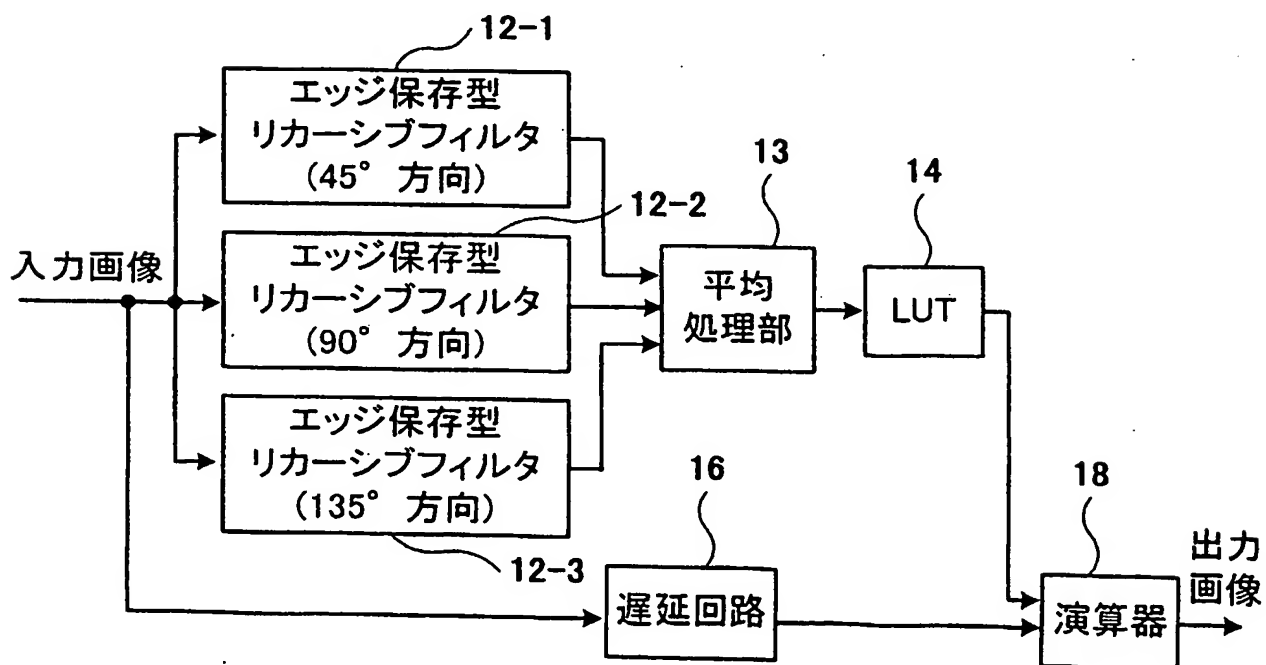 12-1
エッジ保存型
リカーシブフィルタ
(45° 方向)
12-2
13
14
入力画像
エッジ保存型
リカーシブフィルタ
(90° 方向)
平均
処理部
LUT
エッジ保存型
リカーシブフィルタ
(135° 方向)
12-3
16
遅延回路
18
演算器
出力
画像